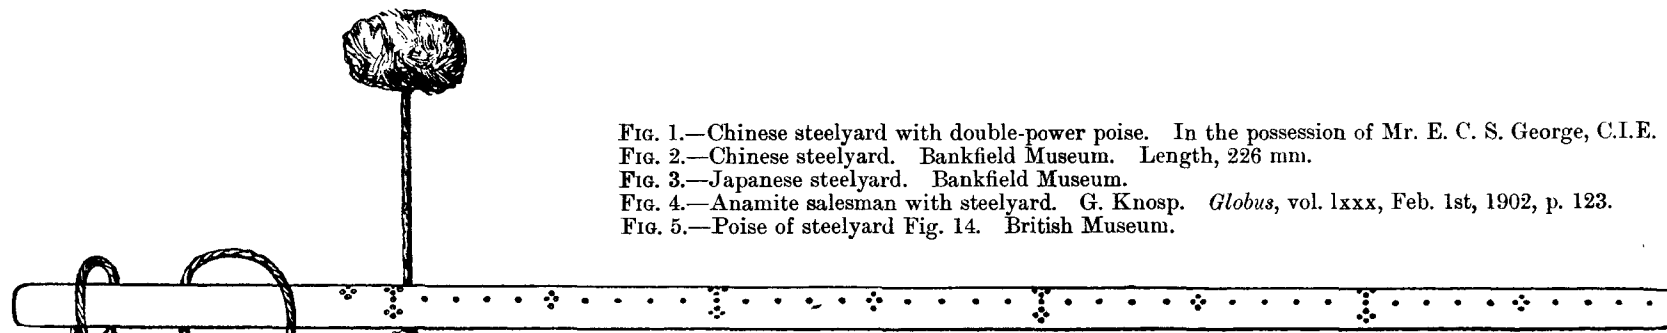 FIG. 1.—Chinese steelyard with double-power poise. In the possession of Mr. E. C. S. George, C.I.E.
FIG. 2.—Chinese steelyard. Bankfield Museum. Length, 226 mm.
FIG. 3.—Japanese steelyard. Bankfield Museum.
FIG. 4.—Anamite salesman with steelyard. G. Knosp. Globus, vol. lxxx, Feb. 1st, 1902, p. 123.
FIG. 5.—Poise of steelyard Fig. 14. British Museum.